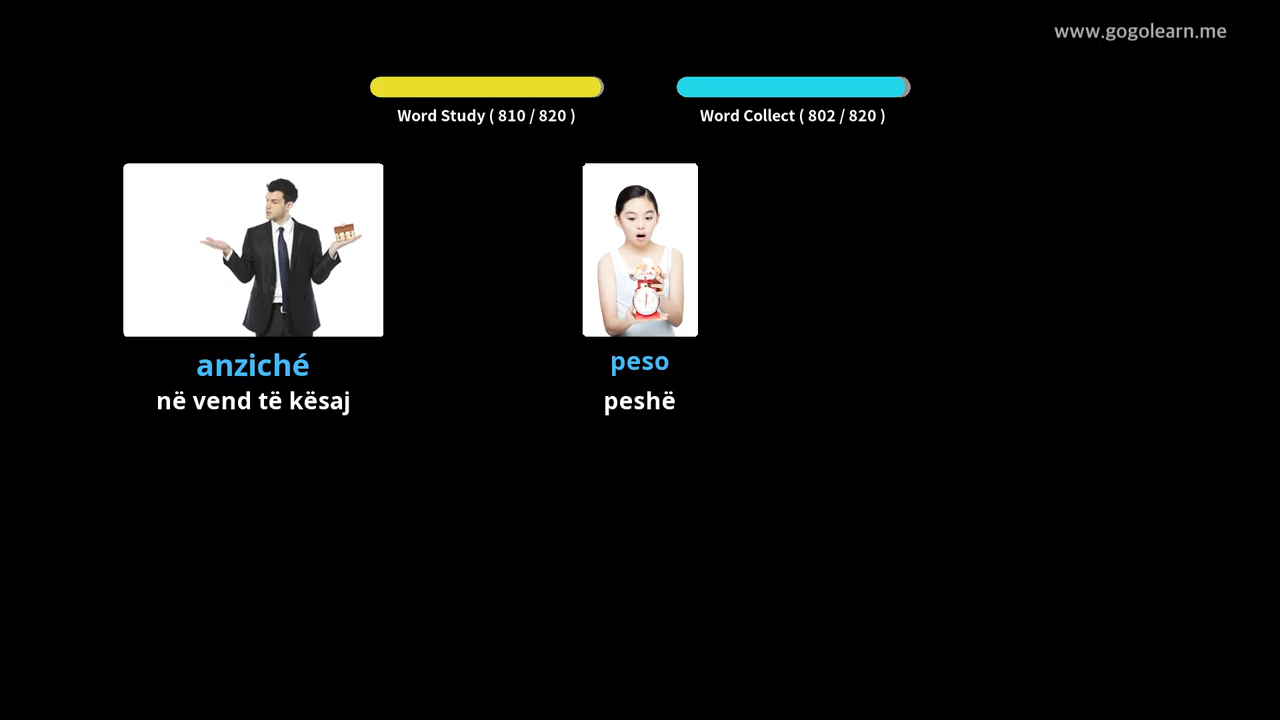 www.gogolearn.me
Word Study ( 810 / 820 )
Word Collect ( 802 / 820 )
anziché
në vend të kësaj
peso
peshë